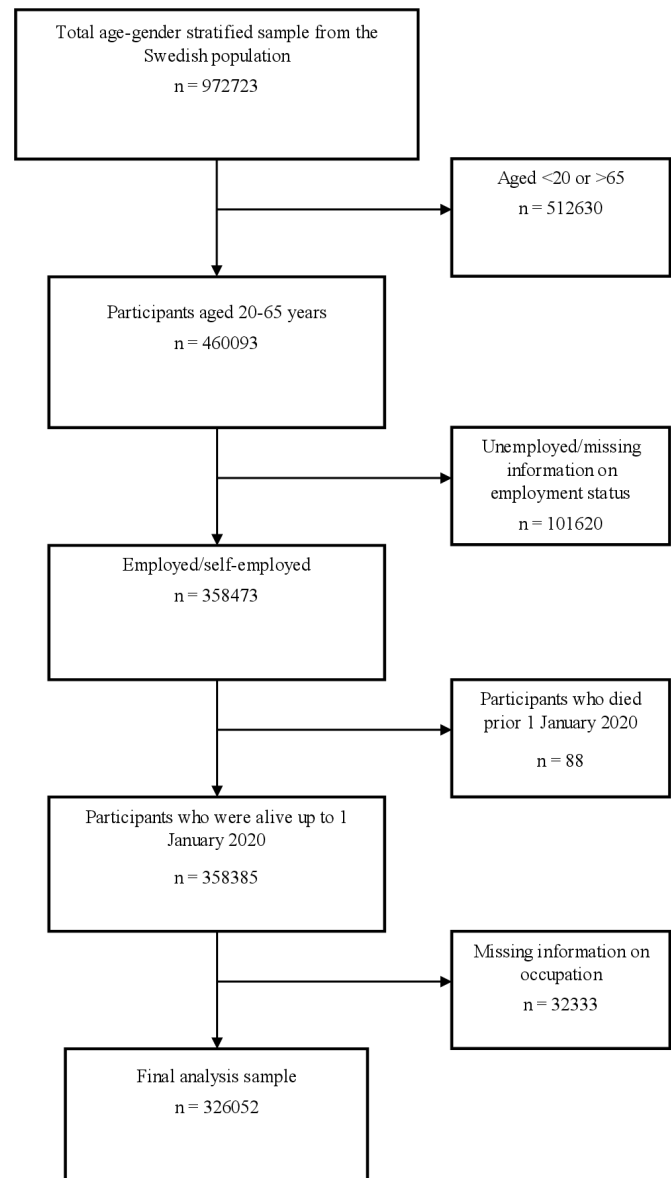 Total age-gender stratified sample from the
Swedish population
n = 972723
Aged <20 or >65
n = 512630
Participants aged 20-65 years
n = 460093
Unemployed/missing
information on
employment status
n = 101620
Employed/self-employed
n = 358473
Participants who died
prior 1 January 2020
n = 88
Participants who were alive up to 1
January 2020
n = 358385
Missing information on
occupation
n = 32333
Final analysis sample
n = 326052